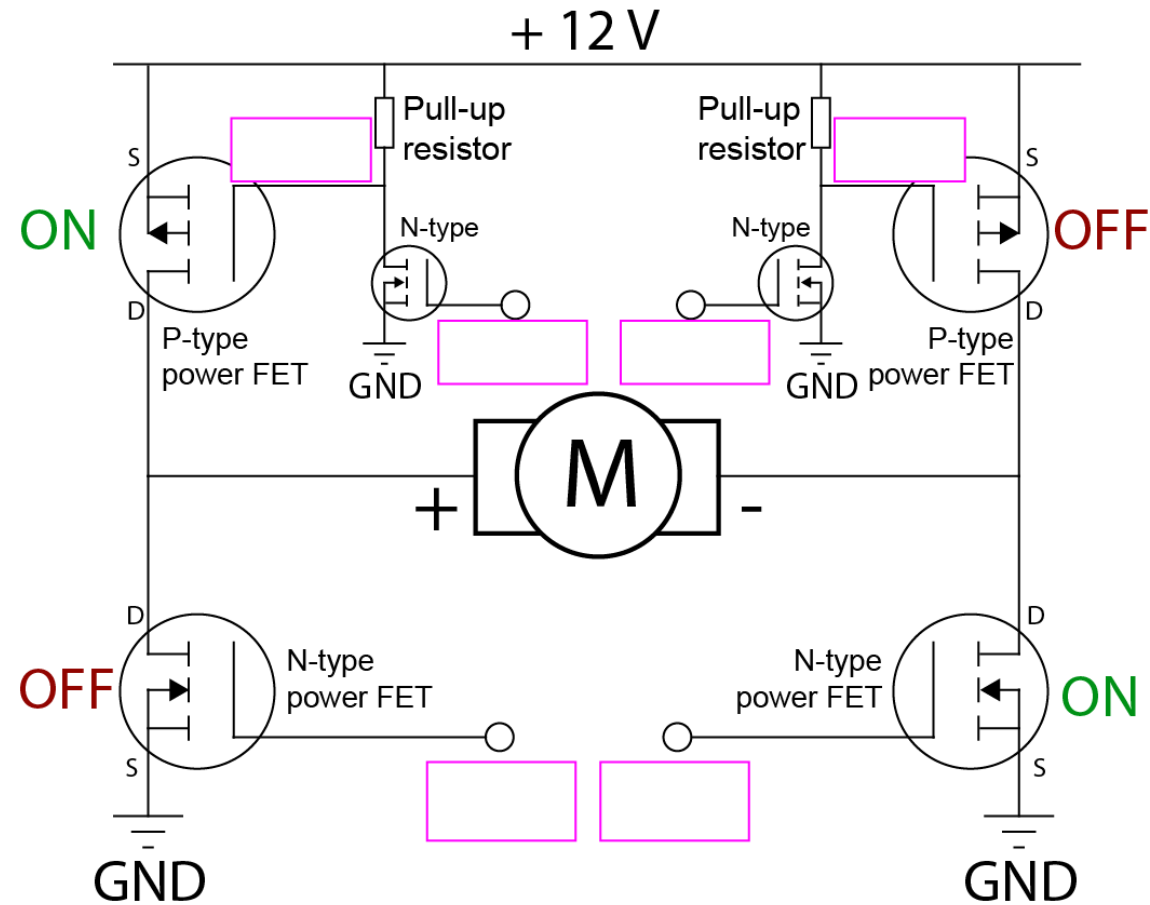 + 12 V
Pull-up
resistor
Pull-up
resistor
S
S
ON
N-type
N-type
OFF
D
D
P-type
power FET
P-type
power FET
GND
GND
M
+
-
D
D
N-type
power FET
N-type
power FET
OFF
ON
S
S
GND
GND